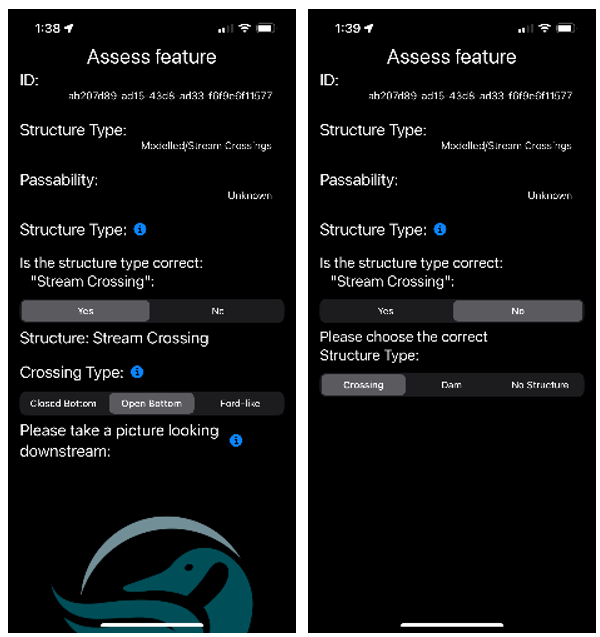 1:38
Assess feature
ID:
ab207d89-ad15-43d8-ad33-f6f9e6f11577
Structure Type:
Modelled/Stream Crossings
Passability:
Unknown
Structure Type:
Is the structure type correct:
"Stream Crossing":
Yes No
Structure: Stream Crossing
Crossing Type:
Closed Bottom Open Bottom Ford-like
Please take a picture looking
downstream:
1:39
Assess feature
ID:
ab207d89-ad15-43d8-ad33-f6f9e6f11577
Structure Type:
Modelled/Stream Crossings
Passability:
Unknown
Structure Type:
Is the structure type correct:
"Stream Crossing":
Yes No
Please choose the correct
Structure Type:
Crossing Dam No Structure